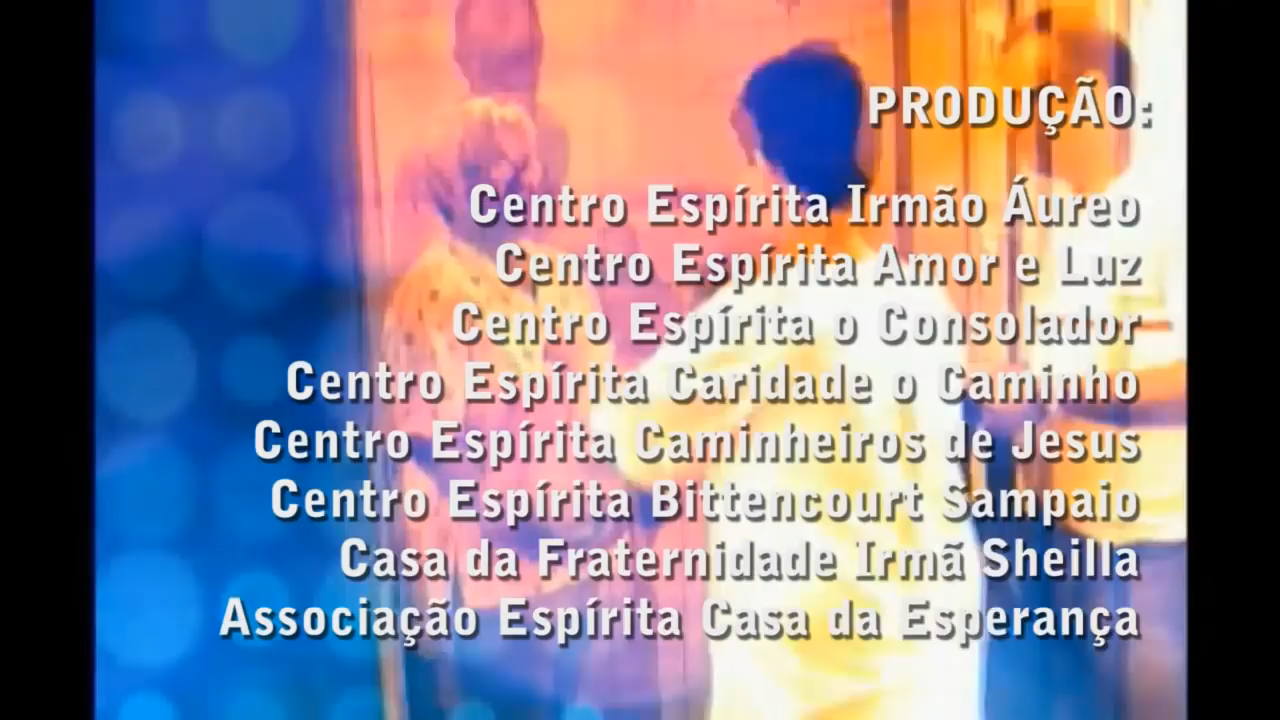 PRODUÇÃO:
Centro Espírita Irmão Áureo
Centro Espírita Amor e Luz
Centro Espírita o Consolador
Centro Espírita Caridade o Caminho
Centro Espírita Caminheiros de Jesus
Centro Espírita Bittencourt Sampaio
Casa da Fraternidade Irmã Sheilla
Associação Espírita Casa da Esperança